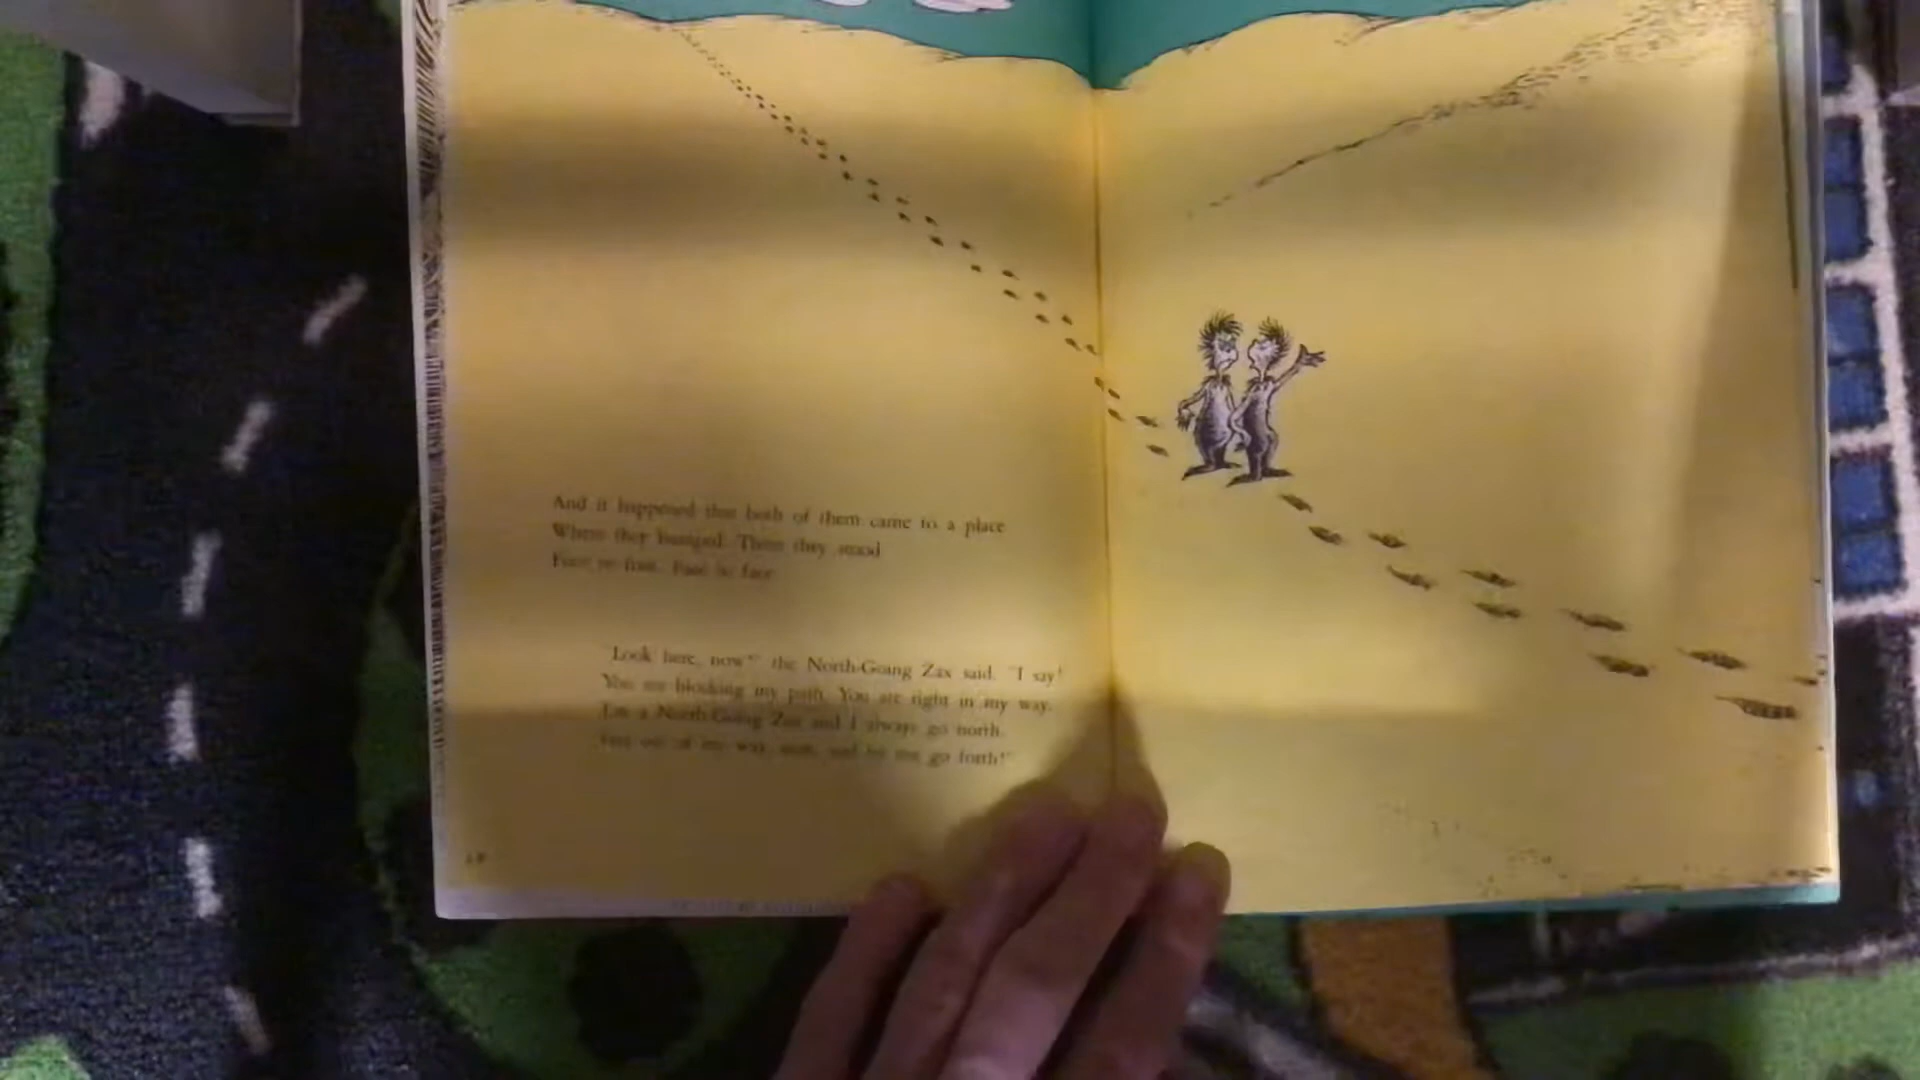 And it happened that both of them came to a place
Where they bumped. There they stood.
Foot to foot. Face to face.
"Look here, now!" the North-Going Zax said. "I say!
You are blocking my path. You are right in my way.
I'm a North-Going Zax and I always go north.
Get out of my way, now, and let me go forth!"